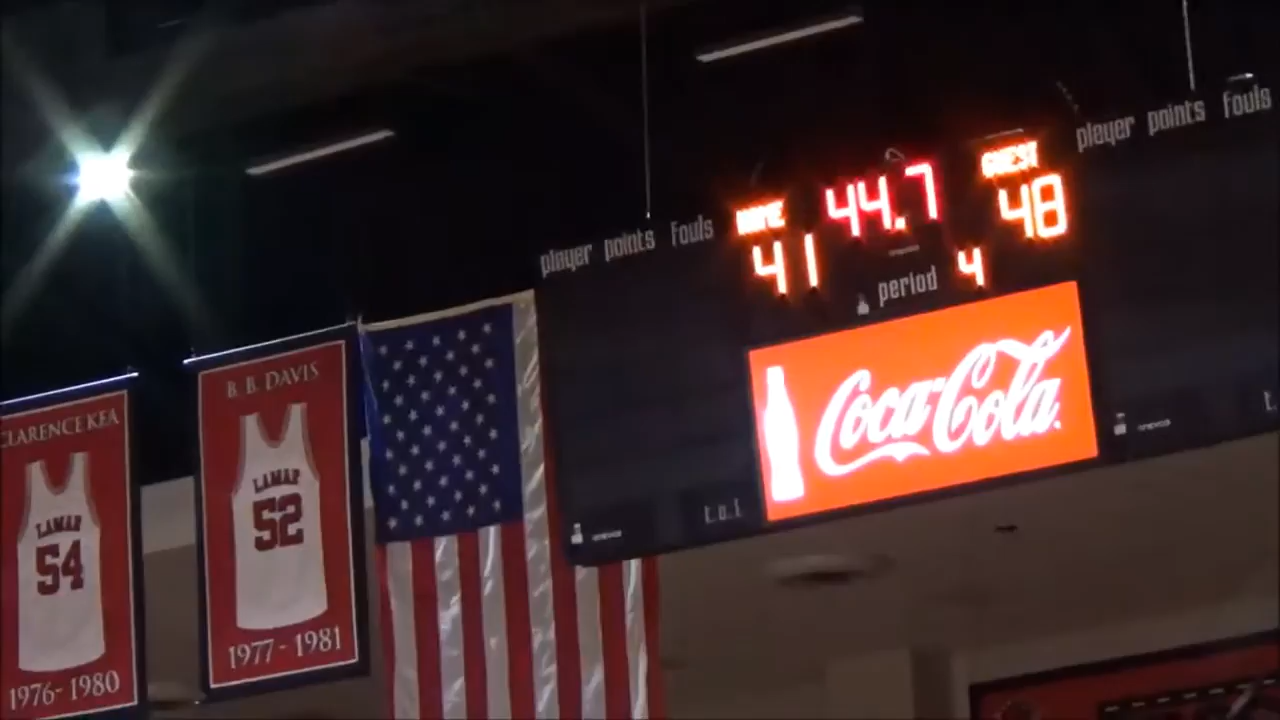 player points Fouls
HOME
44.7
GUEST
player points Fouls
41
48
period 4
Coca-Cola
t.o.l
CLARENCE KEA
LAMAR
54
1976-1980
B. B. DAVIS
LAMAR
52
1977-1981